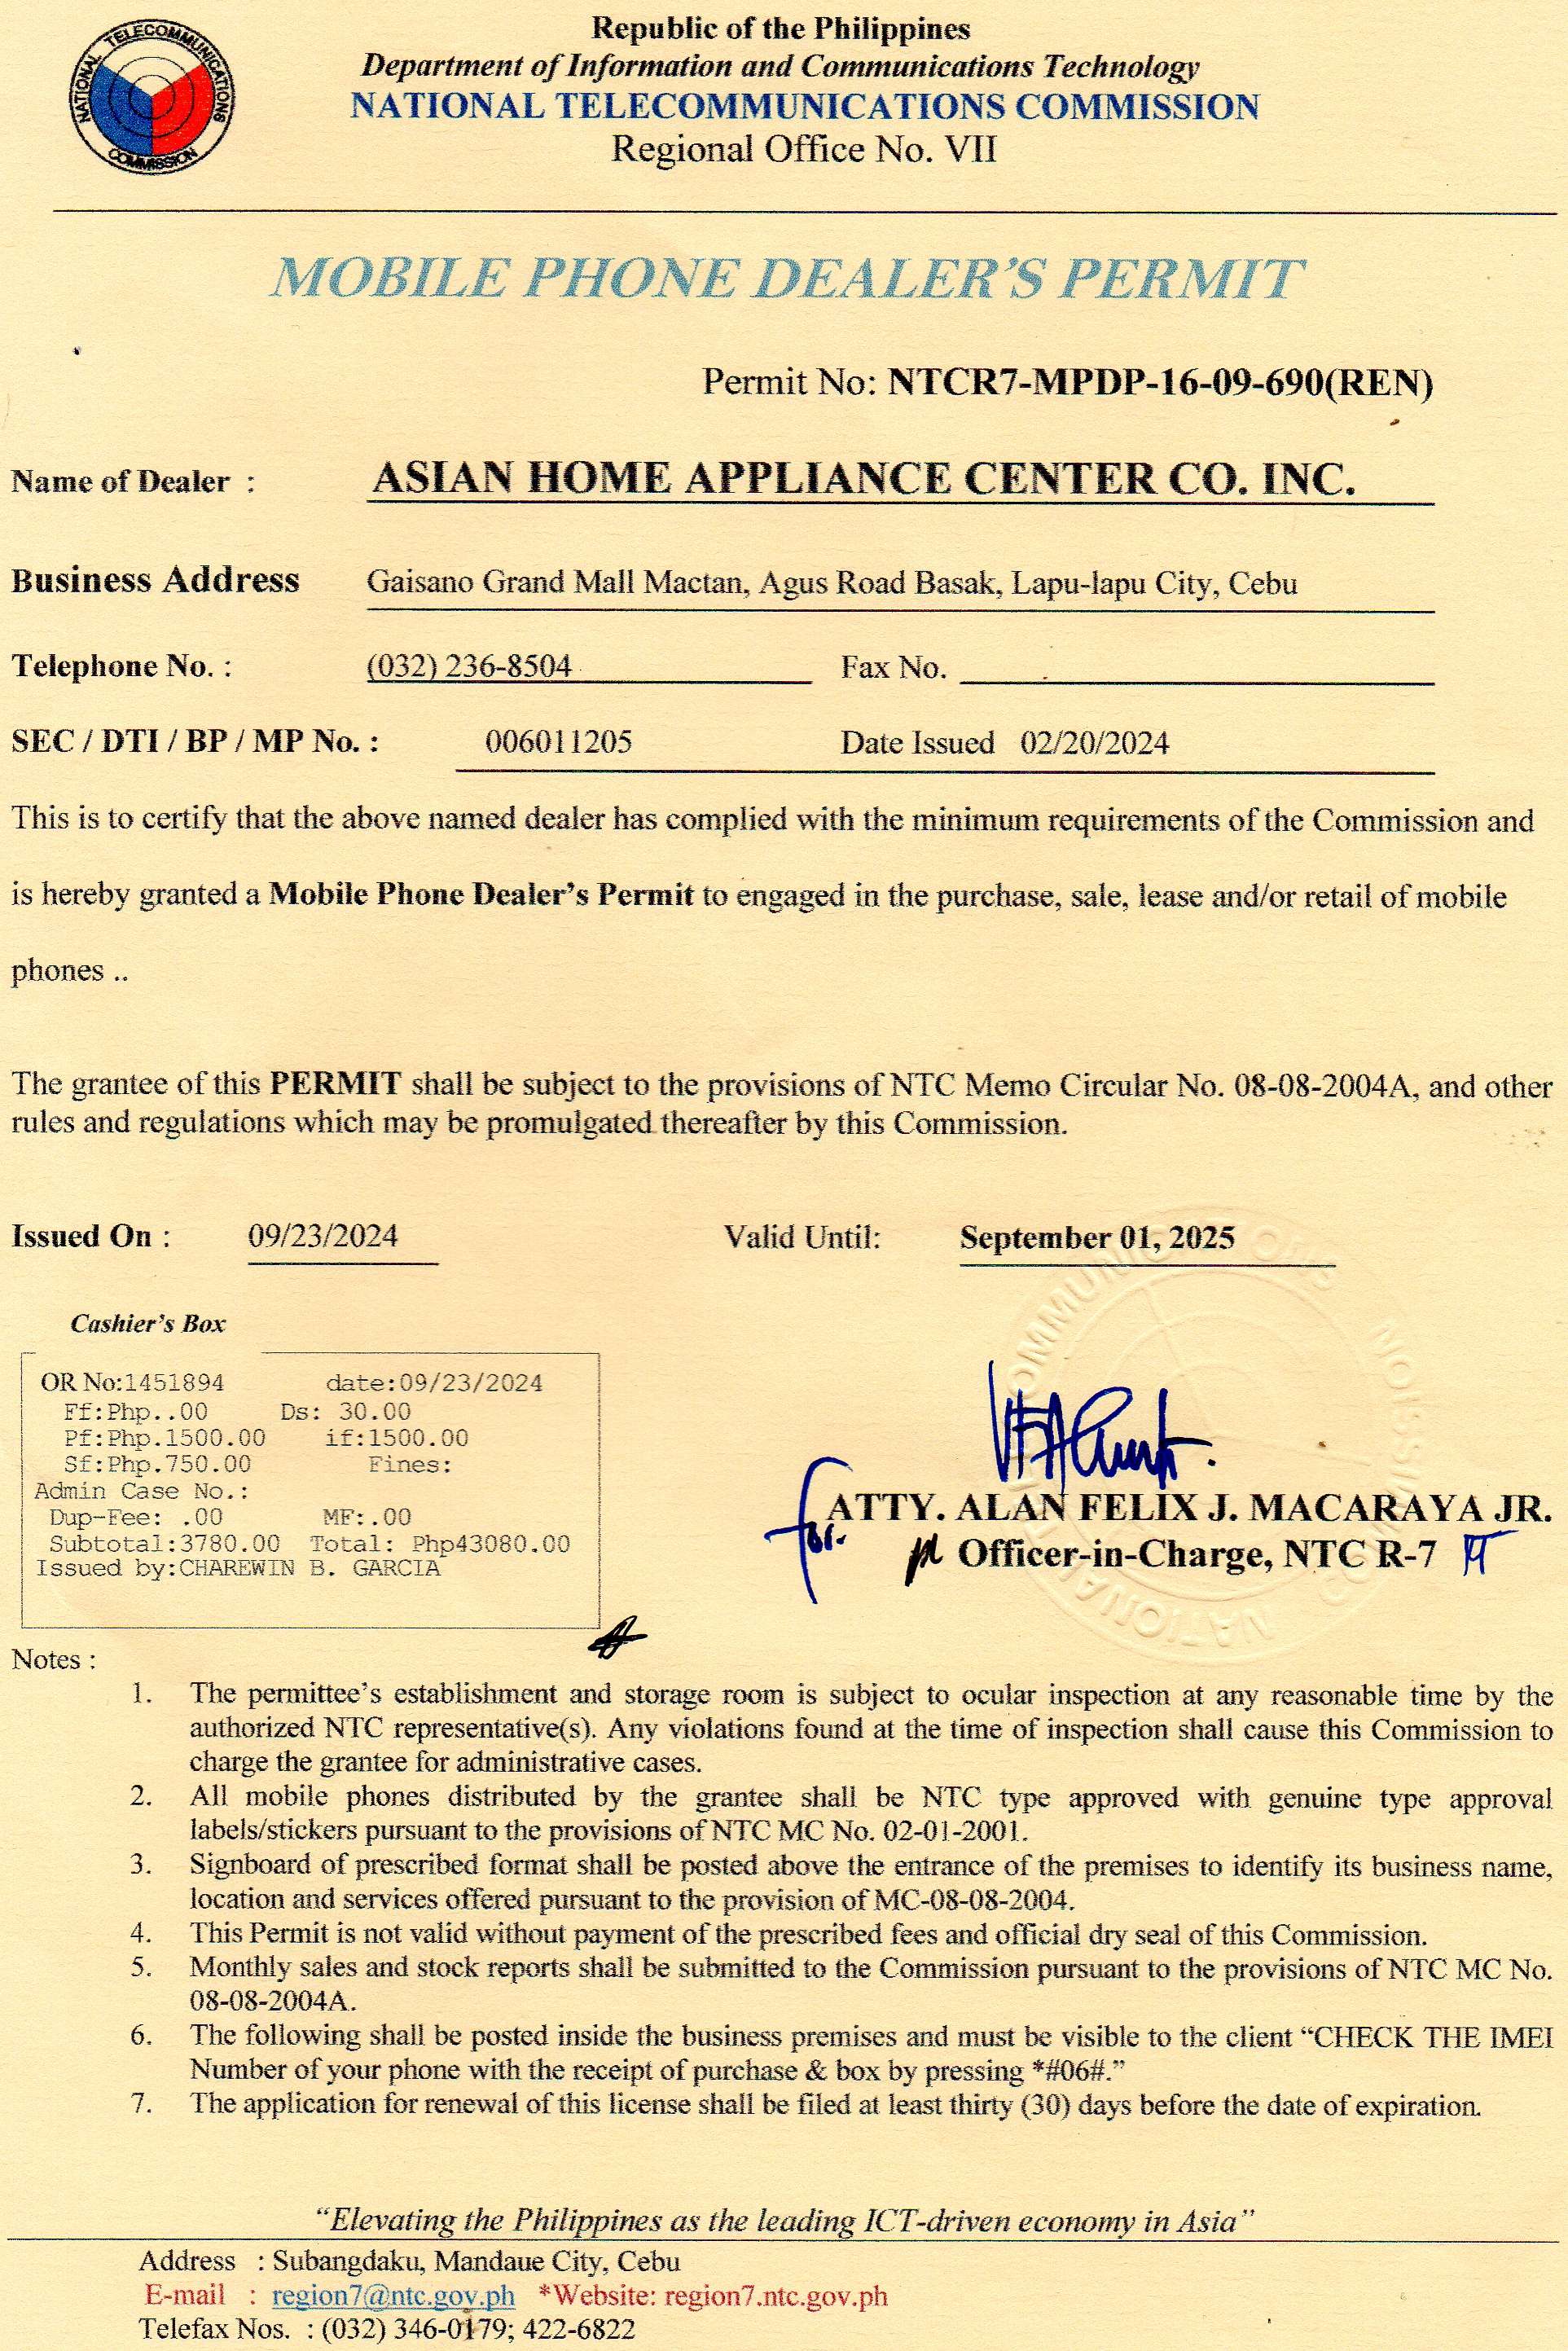 NATIONAL TELECOMMUNICATIONS COMMISSION
Republic of the Philippines
Department of Information and Communications Technology
NATIONAL TELECOMMUNICATIONS COMMISSION
Regional Office No. VII
MOBILE PHONE DEALER'S PERMIT
Permit No: NTCR7-MPDP-16-09-690(REN)
Name of Dealer : ASIAN HOME APPLIANCE CENTER CO. INC.
Business Address Gaisano Grand Mall Mactan, Agus Road Basak, Lapu-lapu City, Cebu
Telephone No. : (032) 236-8504 Fax No.
SEC / DTI / BP / MP No. : 006011205 Date Issued 02/20/2024
This is to certify that the above named dealer has complied with the minimum requirements of the Commission and
is hereby granted a Mobile Phone Dealer's Permit to engaged in the purchase, sale, lease and/or retail of mobile
phones ..
The grantee of this PERMIT shall be subject to the provisions of NTC Memo Circular No. 08-08-2004A, and other
rules and regulations which may be promulgated thereafter by this Commission.
Issued On : 09/23/2024 Valid Until: September 01, 2025
Cashier's Box
OR No:1451894 date:09/23/2024
Ff:Php..00 Ds: 30.00
Pf:Php.1500.00 if:1500.00
Sf:Php.750.00 Fines:
Admin Case No.:
Dup-Fee: .00 MF:.00
Subtotal:3780.00 Total: Php43080.00
Issued by:CHAREWIN B. GARCIA
for. ATTY. ALAN FELIX J. MACARAYA JR.
Officer-in-Charge, NTC R-7
Notes :
1. The permittee's establishment and storage room is subject to ocular inspection at any reasonable time by the
authorized NTC representative(s). Any violations found at the time of inspection shall cause this Commission to
charge the grantee for administrative cases.
2. All mobile phones distributed by the grantee shall be NTC type approved with genuine type approval
labels/stickers pursuant to the provisions of NTC MC No. 02-01-2001.
3. Signboard of prescribed format shall be posted above the entrance of the premises to identify its business name,
location and services offered pursuant to the provision of MC-08-08-2004.
4. This Permit is not valid without payment of the prescribed fees and official dry seal of this Commission.
5. Monthly sales and stock reports shall be submitted to the Commission pursuant to the provisions of NTC MC No.
08-08-2004A.
6. The following shall be posted inside the business premises and must be visible to the client “CHECK THE IMEI
Number of your phone with the receipt of purchase & box by pressing *#06#.”
7. The application for renewal of this license shall be filed at least thirty (30) days before the date of expiration.
“Elevating the Philippines as the leading ICT-driven economy in Asia”
Address : Subangdaku, Mandaue City, Cebu
E-mail : region7@ntc.gov.ph *Website: region7.ntc.gov.ph
Telefax Nos. : (032) 346-0179; 422-6822